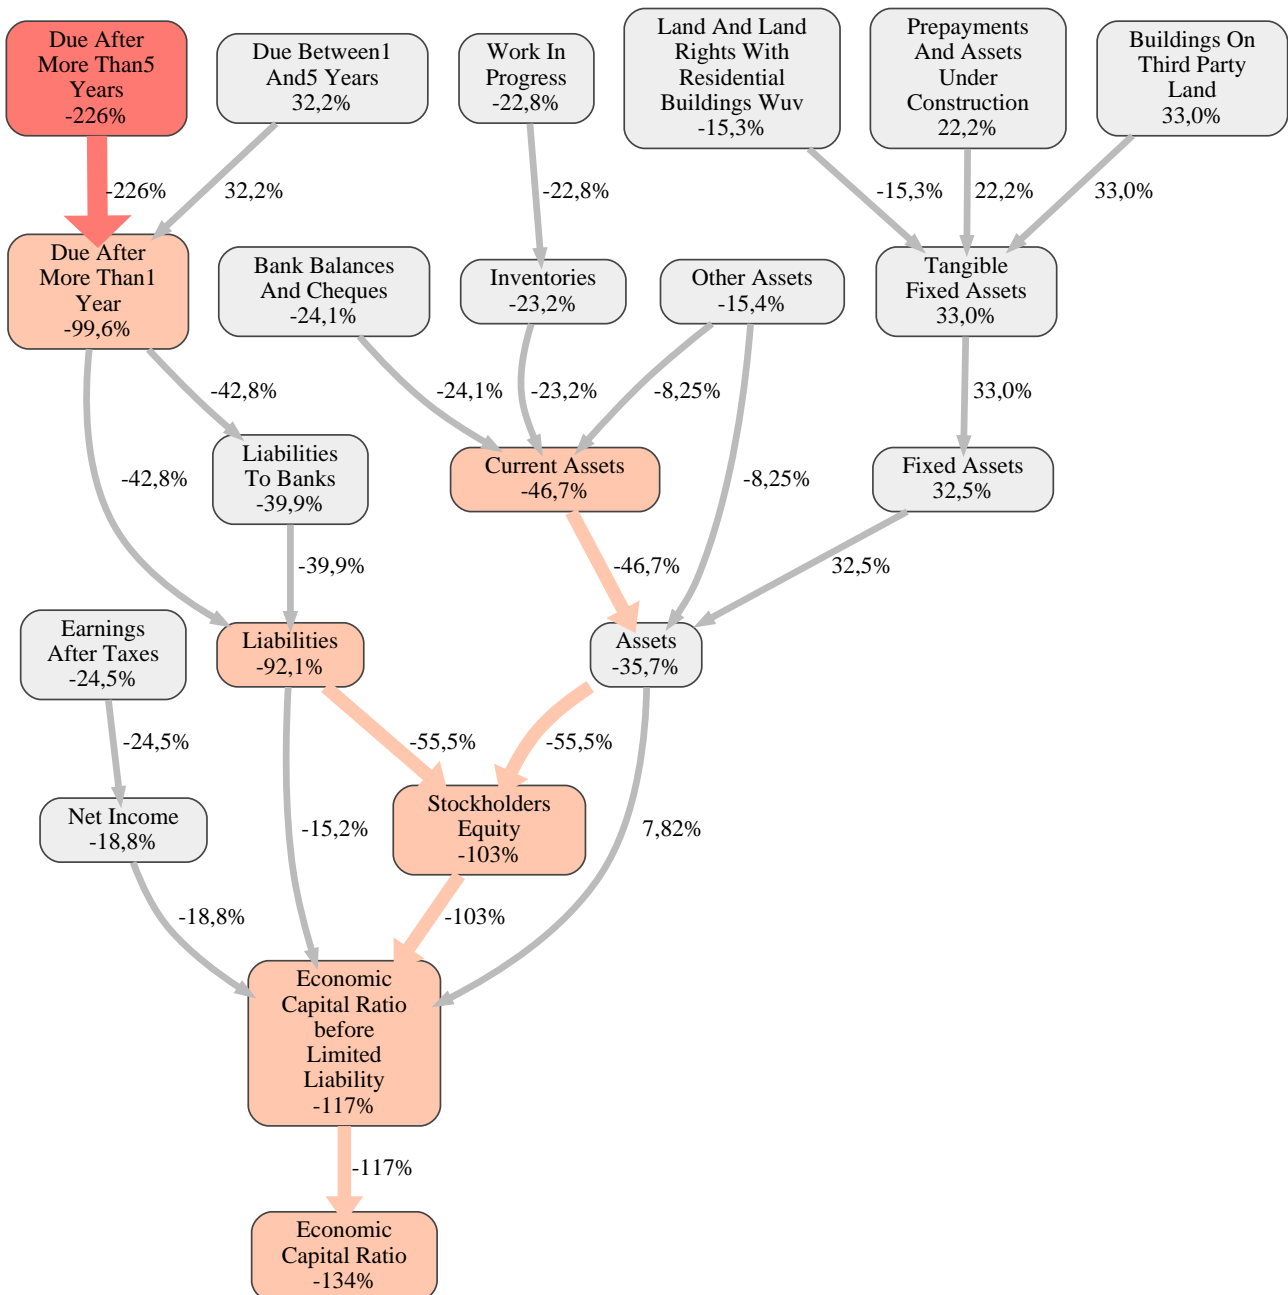 Due After
More Than5
Years
-226%
Due Between1
And5 Years
32,2%
Work In
Progress
-22,8%
Land And Land
Rights With
Residential
Buildings Wuv
-15,3%
Prepayments
And Assets
Under
Construction
22,2%
Buildings On
Third Party
Land
33,0%
-226%
32,2%
-22,8%
-15,3%
22,2%
33,0%
Due After
More Than1
Year
-99,6%
Bank Balances
And Cheques
-24,1%
Inventories
-23,2%
Other Assets
-15,4%
Tangible
Fixed Assets
33,0%
-42,8%
-24,1%
-23,2%
-8,25%
33,0%
-42,8%
Liabilities
To Banks
-39,9%
Current Assets
-46,7%
-8,25%
Fixed Assets
32,5%
-39,9%
-46,7%
32,5%
Earnings
After Taxes
-24,5%
Liabilities
-92,1%
Assets
-35,7%
-24,5%
-55,5%
-55,5%
Net Income
-18,8%
-15,2%
Stockholders
Equity
-103%
7,82%
-18,8%
-103%
Economic
Capital Ratio
before
Limited
Liability
-117%
-117%
Economic
Capital Ratio
-134%